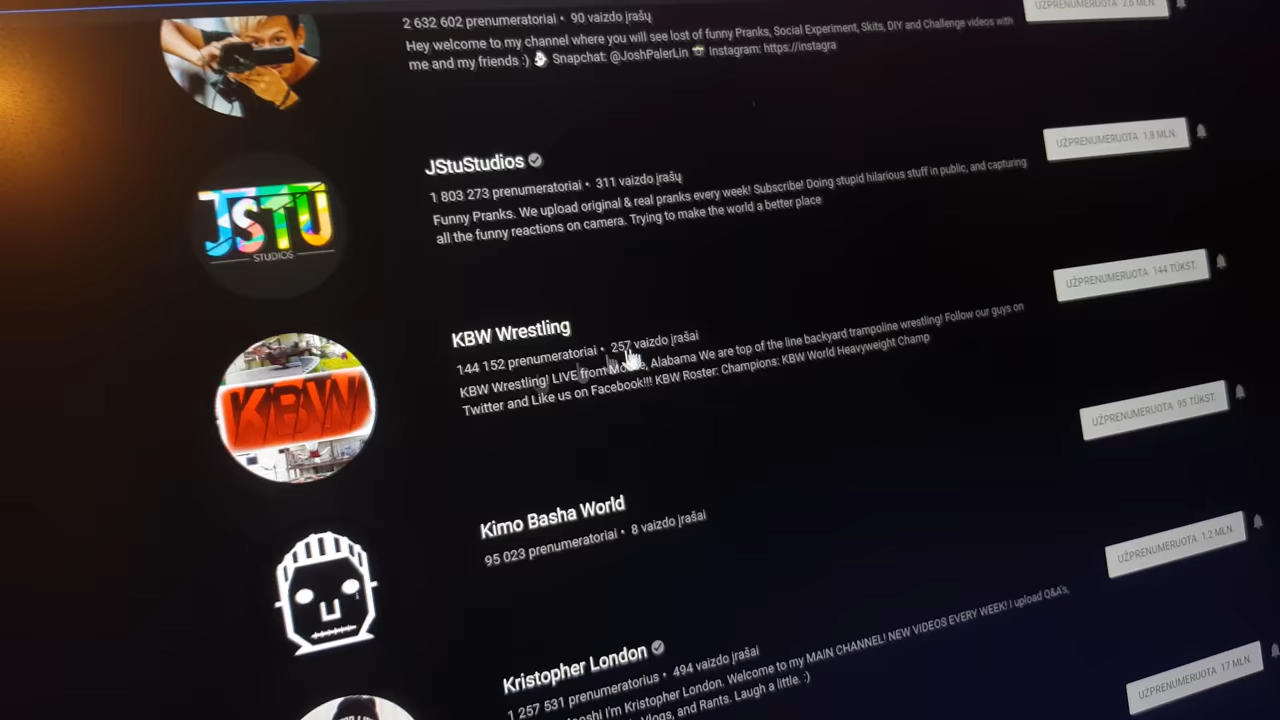 2 632 602 prenumeratoriai • 90 vaizdo įrašų
UŽPRENUMERUOTA 2,6 MLN.
Hey welcome to my channel where you will see lost of funny Pranks, Social Experiment, Skits, DIY and Challenge videos with
me and my friends :) Snapchat: @JoshPalerLin Instagram: https://instagra
JStuStudios
UŽPRENUMERUOTA 1,8 MLN.
1 803 273 prenumeratoriai • 311 vaizdo įrašų
Funny Pranks. We upload original & real pranks every week! Subscribe! Doing stupid hilarious stuff in public, and capturing
all the funny reactions on camera. Trying to make the world a better place
JSTU
STUDIOS
KBW Wrestling
UŽPRENUMERUOTA 144 TŪKST.
144 152 prenumeratoriai • 257 vaizdo įrašai
KBW Wrestling! LIVE from Alabama We are top of the line backyard trampoline wrestling! Follow our guys on
Twitter and Like us on Facebook!!! KBW Roster: Champions: KBW World Heavyweight Champ
KBW
Kimo Basha World
UŽPRENUMERUOTA 95 TŪKST.
95 023 prenumeratoriai • 8 vaizdo įrašai
Kristopher London
UŽPRENUMERUOTA 1,2 MLN.
1 257 531 prenumeratorius • 494 vaizdo įrašai
I'm Kristopher London. Welcome to my MAIN CHANNEL! NEW VIDEOS EVERY WEEK! I upload Q&A's,
Vlogs, and Rants. Laugh a little. :)
UŽPRENUMERUOTA 17 MLN.